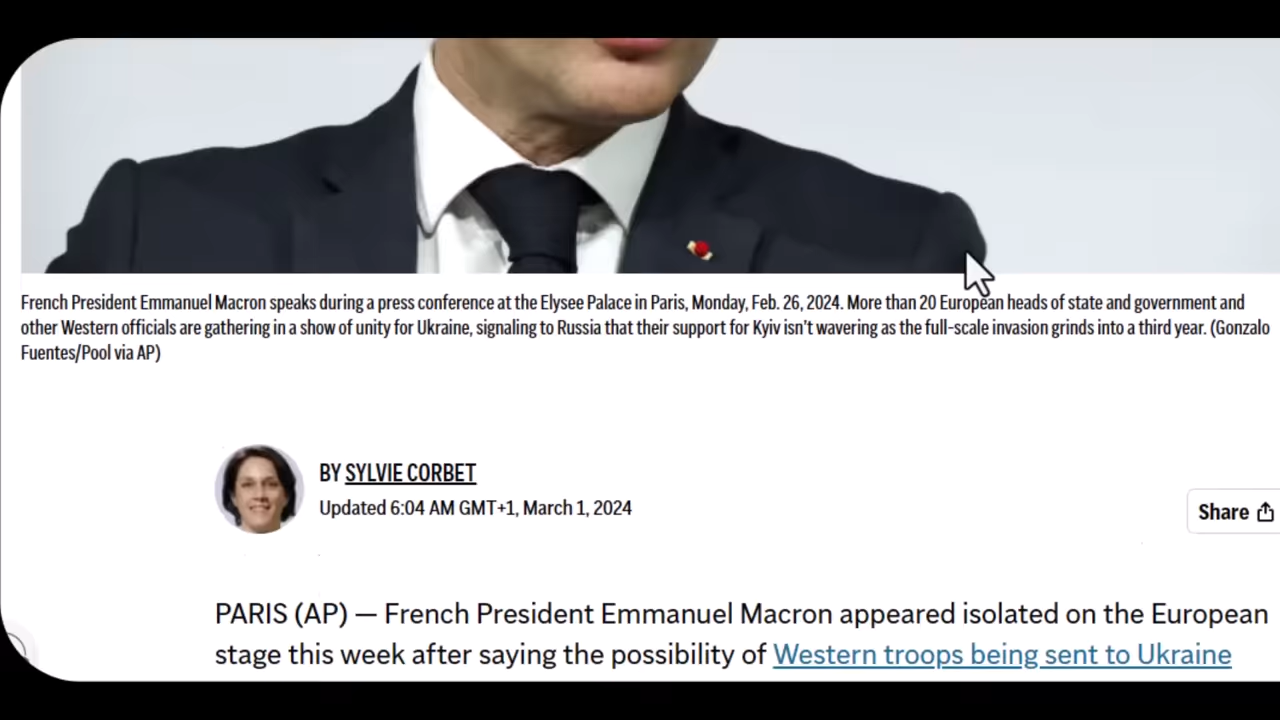 French President Emmanuel Macron speaks during a press conference at the Elysee Palace in Paris, Monday, Feb. 26, 2024. More than 20 European heads of state and government and
other Western officials are gathering in a show of unity for Ukraine, signaling to Russia that their support for Kyiv isn't wavering as the full-scale invasion grinds into a third year. (Gonzalo
Fuentes/Pool via AP)
BY SYLVIE CORBET
Updated 6:04 AM GMT+1, March 1, 2024
Share
PARIS (AP) — French President Emmanuel Macron appeared isolated on the European
stage this week after saying the possibility of Western troops being sent to Ukraine